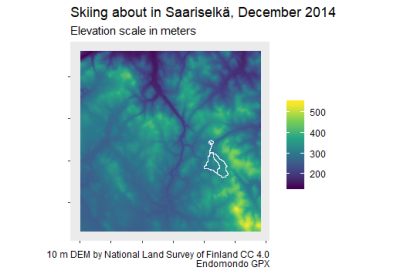 Skiing about in Saariselkä, December 2014
Elevation scale in meters
500
400
300
200
10 m DEM by National Land Survey of Finland CC 4.0
Endomondo GPX